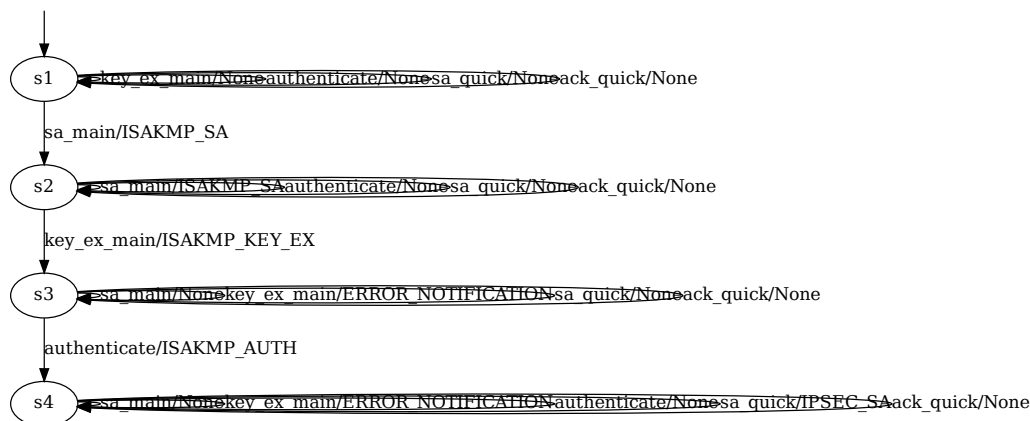 s1 key_ex_main/None authenticate/None sa_quick/None ack_quick/None
sa_main/ISAKMP_SA
s2 sa_main/ISAKMP_SA authenticate/None sa_quick/None ack_quick/None
key_ex_main/ISAKMP_KEY_EX
s3 sa_main/None key_ex_main/ERROR_NOTIFICATION sa_quick/None ack_quick/None
authenticate/ISAKMP_AUTH
s4 sa_main/None key_ex_main/ERROR_NOTIFICATION authenticate/None sa_quick/IPSEC_SA ack_quick/None